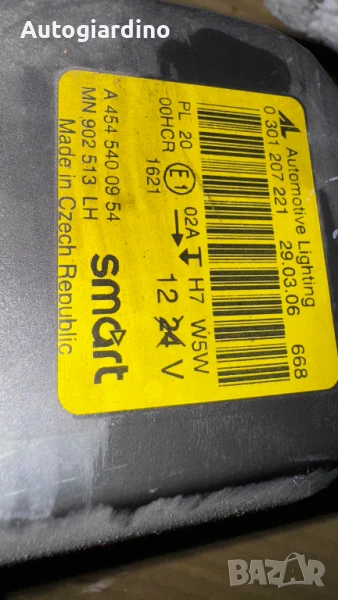 Autogiardino
AL Automotive Lighting
0 301 207 221 29.03.06 668
PL 20 02A H7 W5W
00HCR E1
1621 12 24 V
A 454 540 09 54
MN 902 513 LH
Made in Czech Republic
smart
BAZAR